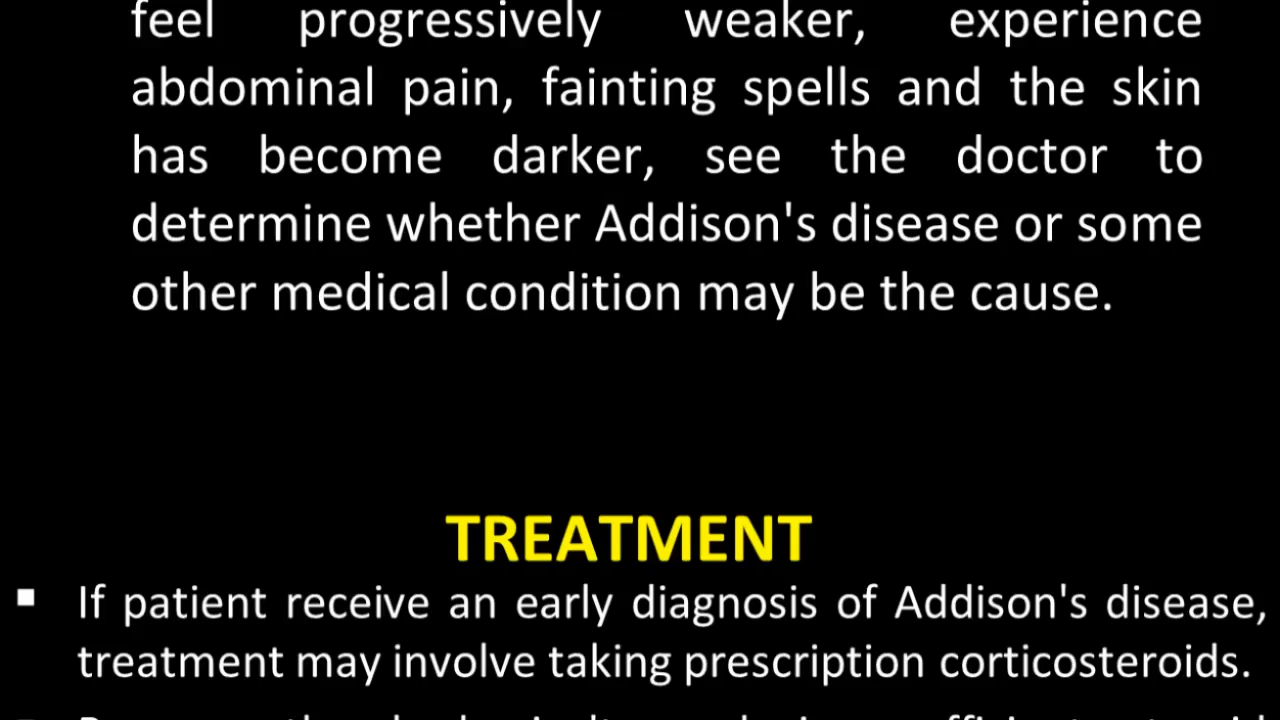 feel progressively weaker, experience
abdominal pain, fainting spells and the skin
has become darker, see the doctor to
determine whether Addison's disease or some
other medical condition may be the cause.
TREATMENT
▪ If patient receive an early diagnosis of Addison's disease,
treatment may involve taking prescription corticosteroids.